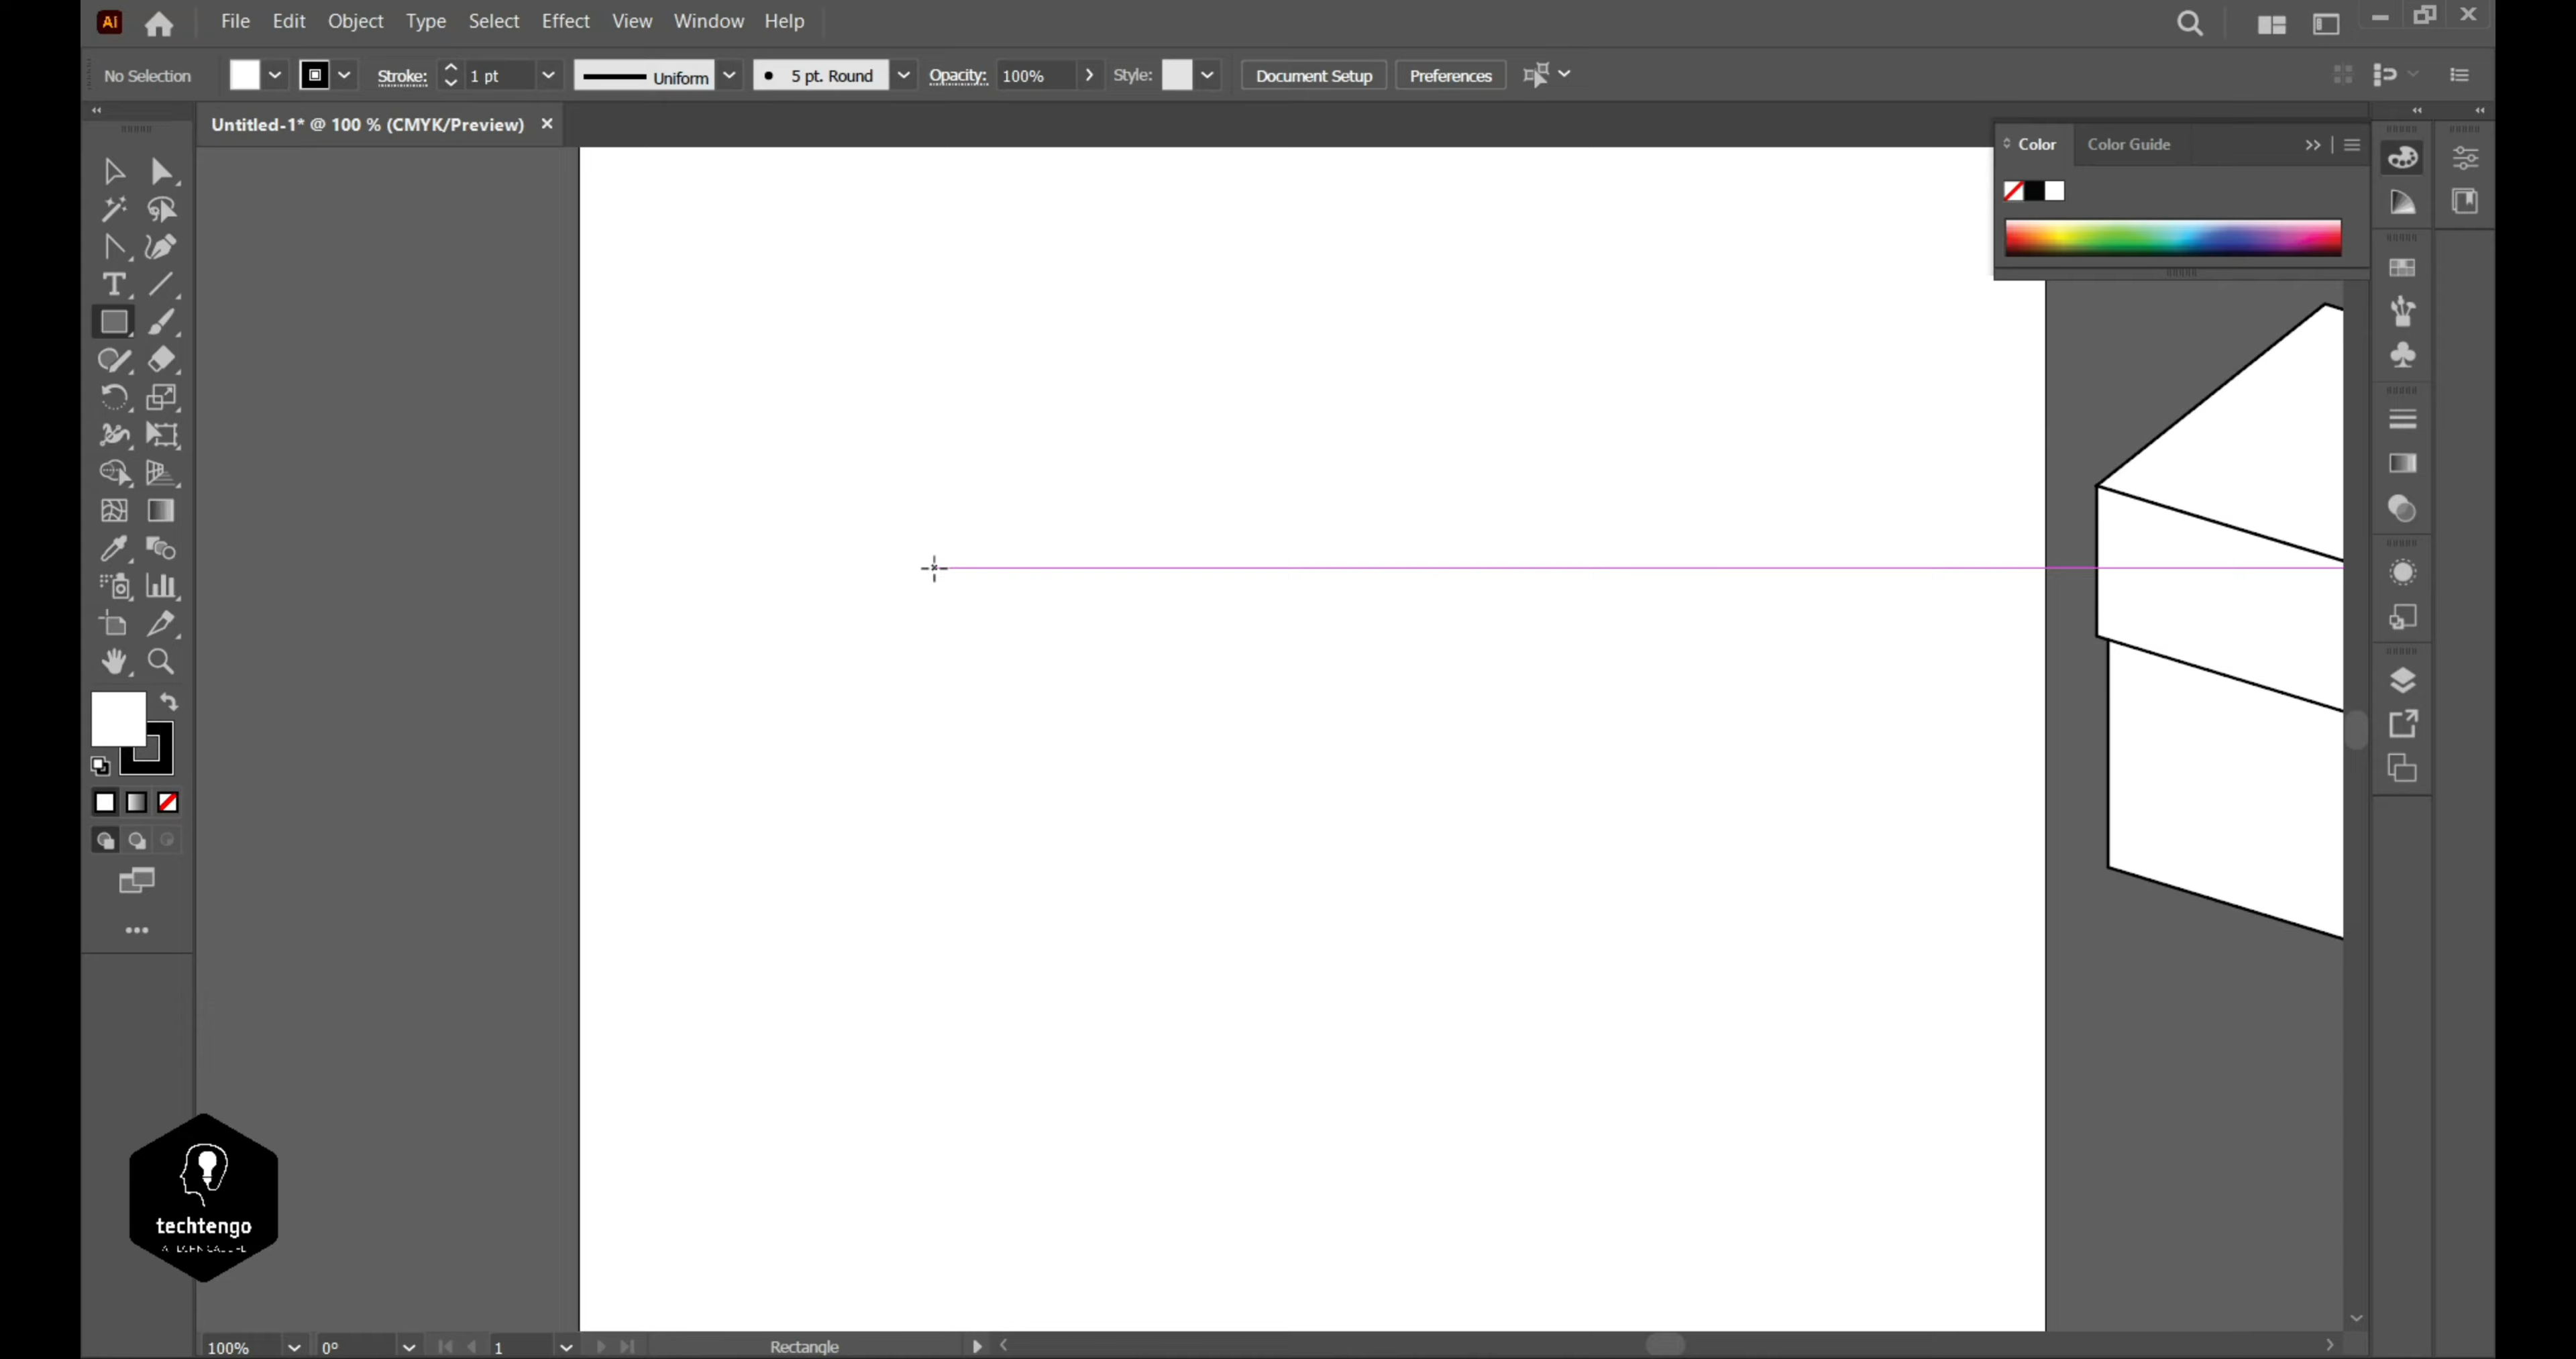 Ai File Edit Object Type Select Effect View Window Help
No Selection Stroke: 1 pt Uniform 5 pt. Round Opacity: 100% Style: Document Setup Preferences
Untitled-1* @ 100 % (CMYK/Preview)
Color Color Guide
techtengo
100% 0° 1 Rectangle